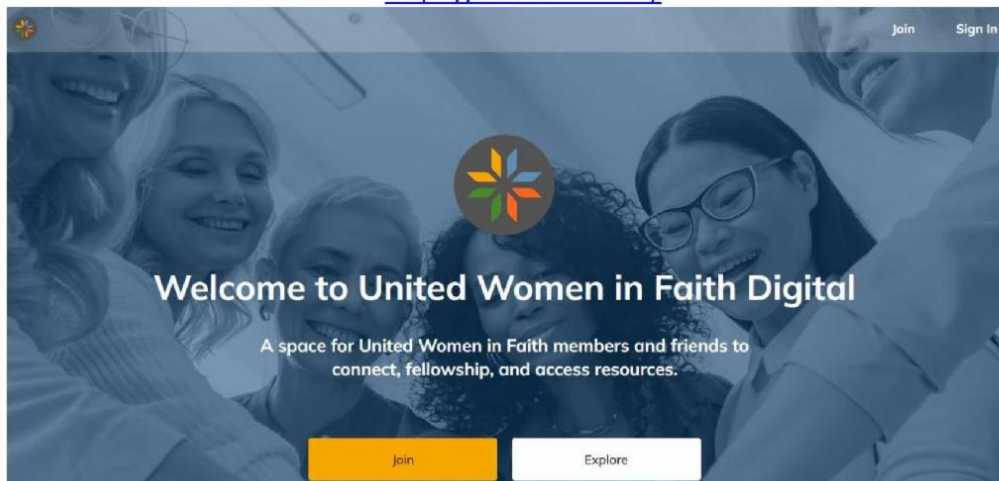 Join Sign In
Welcome to United Women in Faith Digital
A space for United Women in Faith members and friends to
connect, fellowship, and access resources.
Join Explore